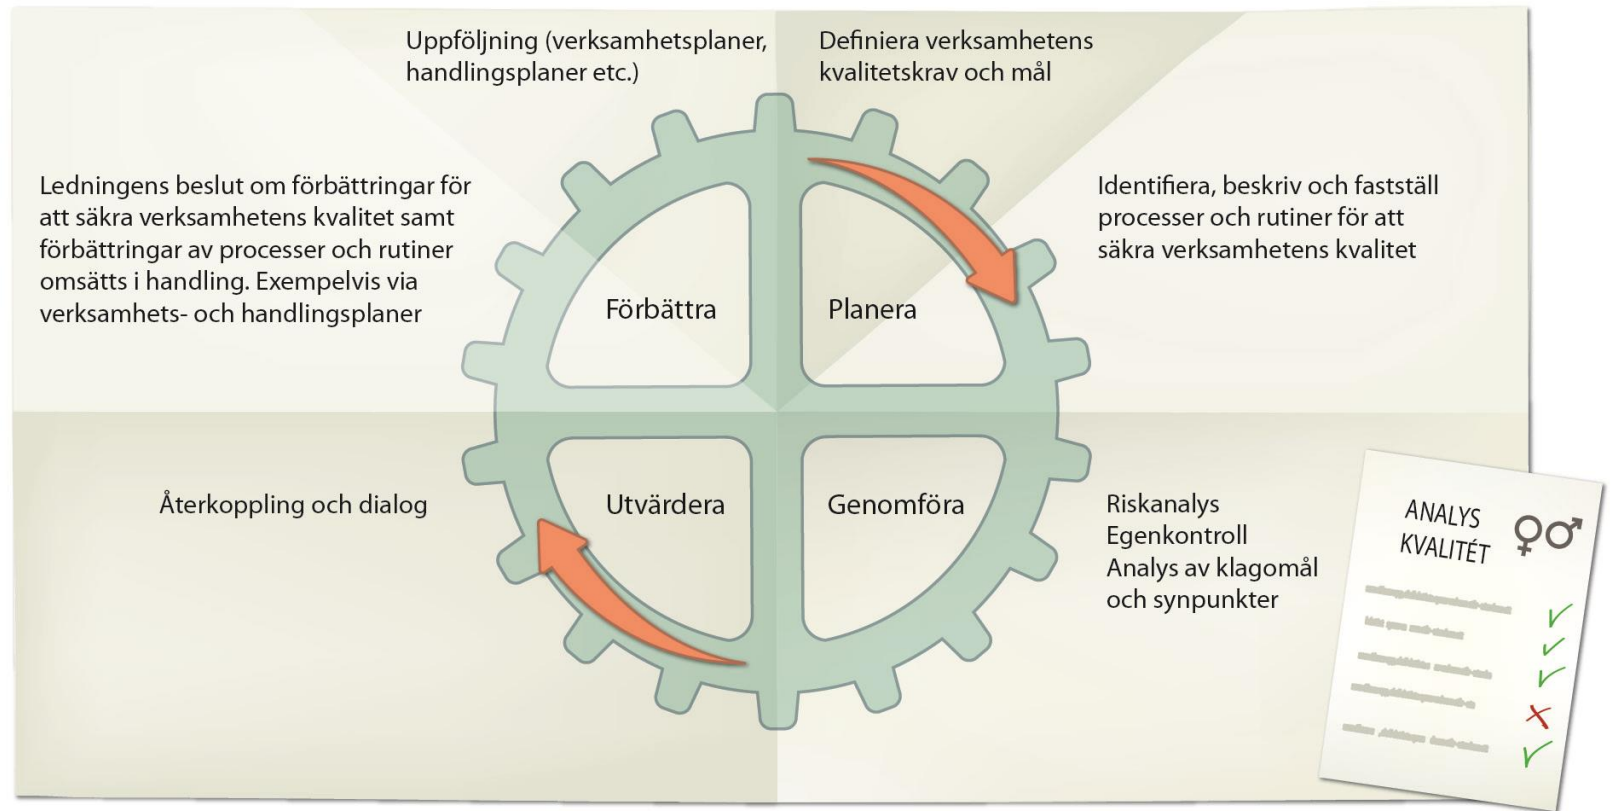 Uppföljning (verksamhetsplaner,
handlingsplaner etc.)
Definiera verksamhetens
kvalitetskrav och mål
Ledningens beslut om förbättringar för
att säkra verksamhetens kvalitet samt
förbättringar av processer och rutiner
omsätts i handling. Exempelvis via
verksamhets- och handlingsplaner
Identifiera, beskriv och fastställ
processer och rutiner för att
säkra verksamhetens kvalitet
Förbättra
Planera
Återkoppling och dialog
Utvärdera
Genomföra
Riskanalys
Egenkontroll
Analys av klagomål
och synpunkter
ANALYS
KVALITÉT